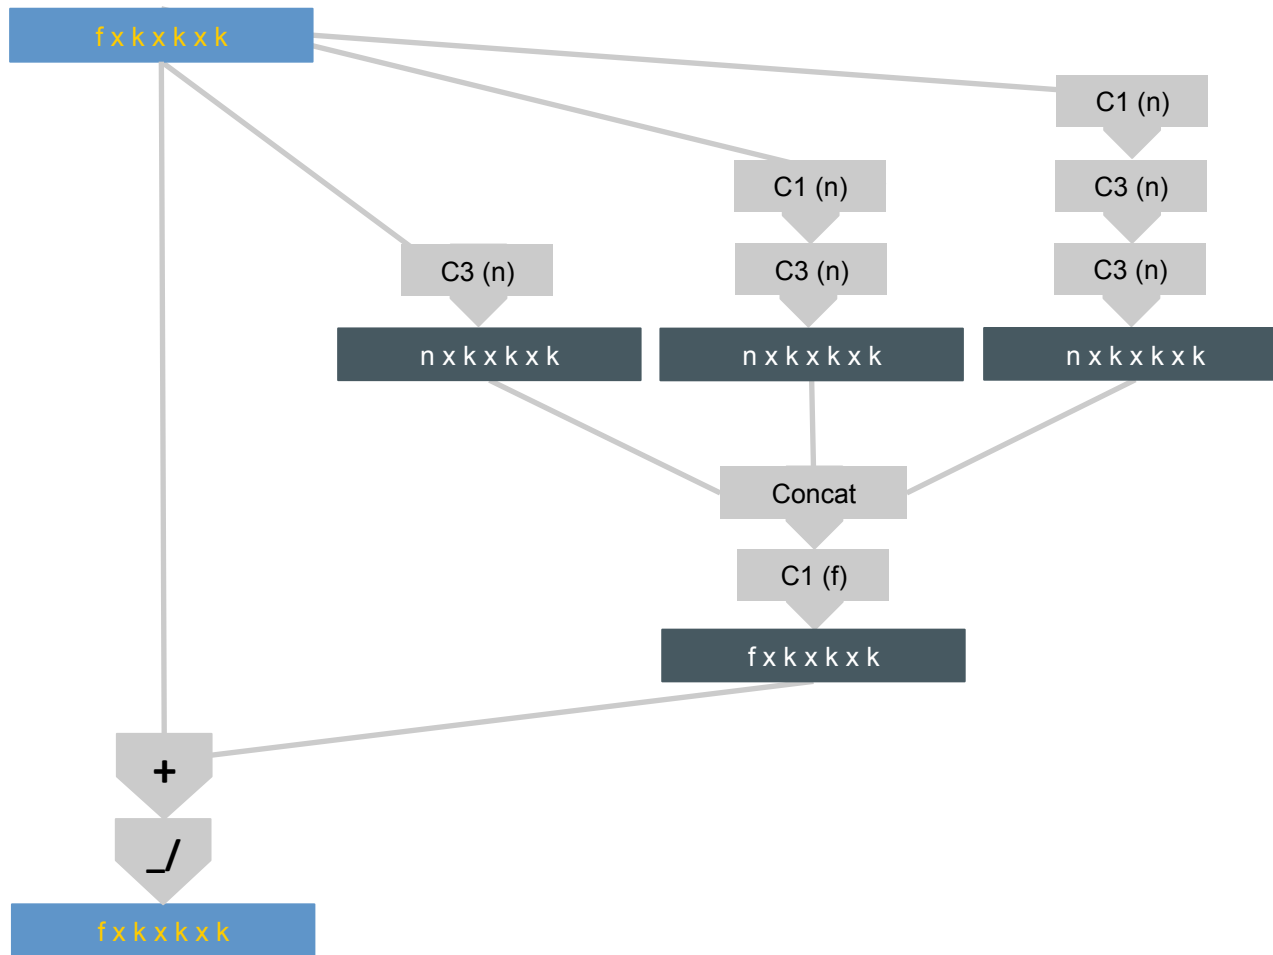 f x k x k x k
C1 (n)
C1 (n)
C3 (n)
C3 (n)
C3 (n)
C3 (n)
n x k x k x k
n x k x k x k
n x k x k x k
Concat
C1 (f)
f x k x k x k
+
_/
f x k x k x k